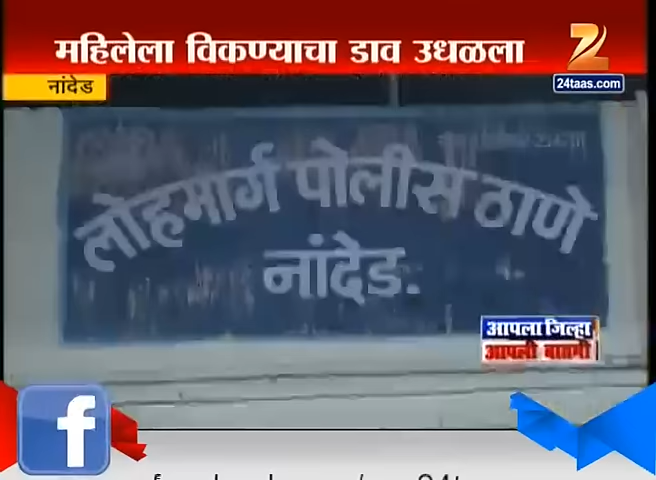 महिलेला विकण्याचा डाव उधळला
24taas.com
नांदेड
लोहमार्ग पोलीस ठाणे
नांदेड.
आपला जिल्हा
आपली बातमी